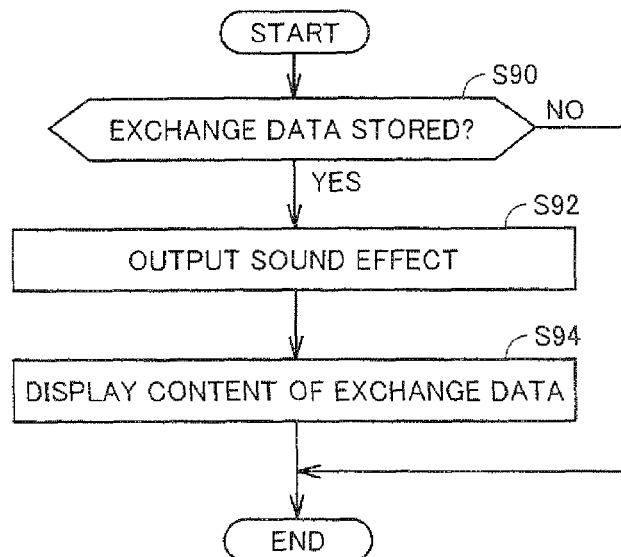 START
S90
EXCHANGE DATA STORED?
NO
YES
S92
OUTPUT SOUND EFFECT
S94
DISPLAY CONTENT OF EXCHANGE DATA
END